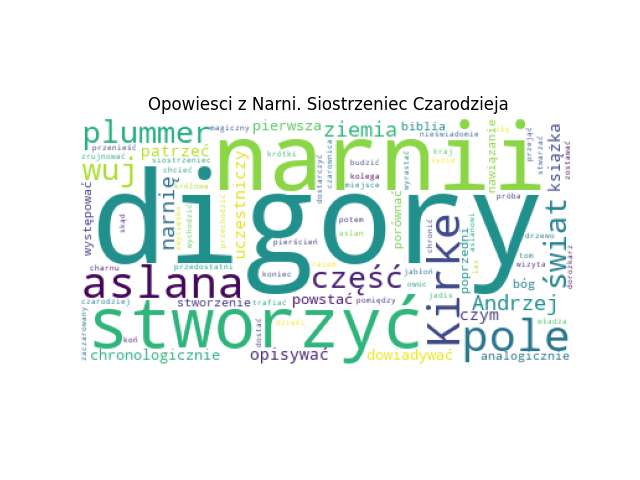 Opowiesci z Narni. Siostrzeniec Czarodzieja
plummer
magiczny
pierwsza
ziemia
biblia
nieświadomie
przenieść
zrujnować
patrzeć
siostrzeniec
krótki
budzić
kraj
wuj
chcieć
kolega
życie
narnii
królowa
miejsce
książka
nawiązanie
przejąć
stwarzać
zostawać
występować
narnię
uczestniczy
przechodzić
dostarczyć
czarownica
porównać
wyrastać
próba
digory
skąd
potem
pierścień
aslan
chronić
aslanowi
poprzedni
drzewo
świat
tom
wizyta
dorożkarz
charnu
przedostatni
koniec
część
jabłoń
las
bóg
aslana
owoc
razem
Kirke
czarodziej
stworzenie
trafiać
powstać
pomiędzy
jadis
Andrzej
stworzyć
dostać
dzięki
czym
władza
zaczarowany
koń
pole
chronologicznie
opisywać
dowiadywać
analogicznie